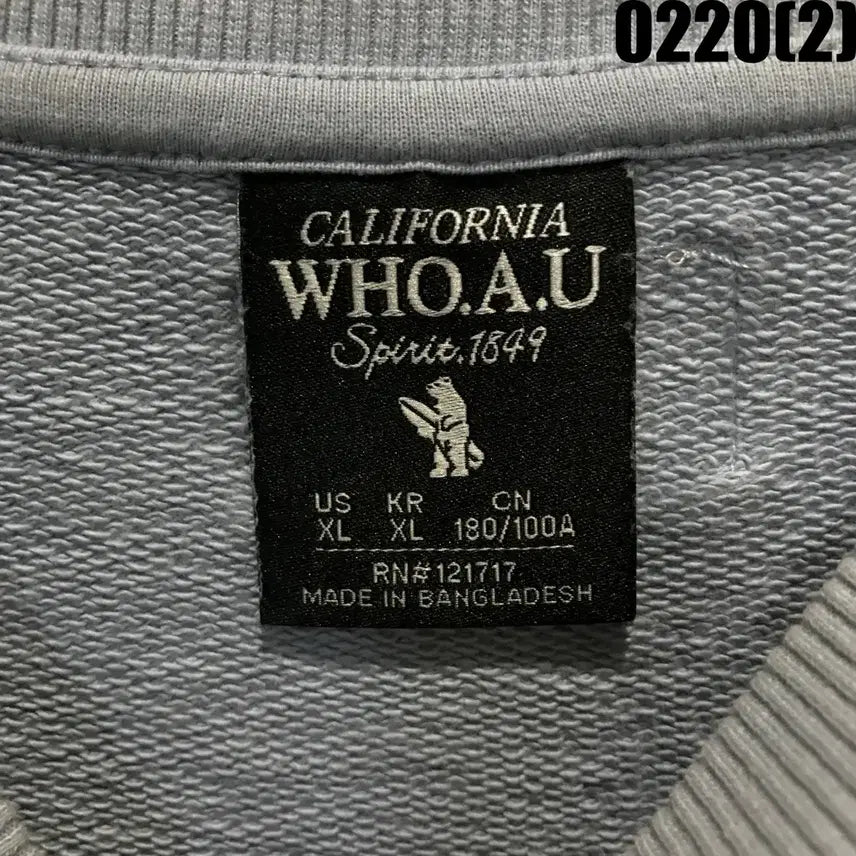 0220(2)
CALIFORNIA
WHO.A.U
Spirit.1849
US KR CN
XL XL 180/100A
RN#121717
MADE IN BANGLADESH